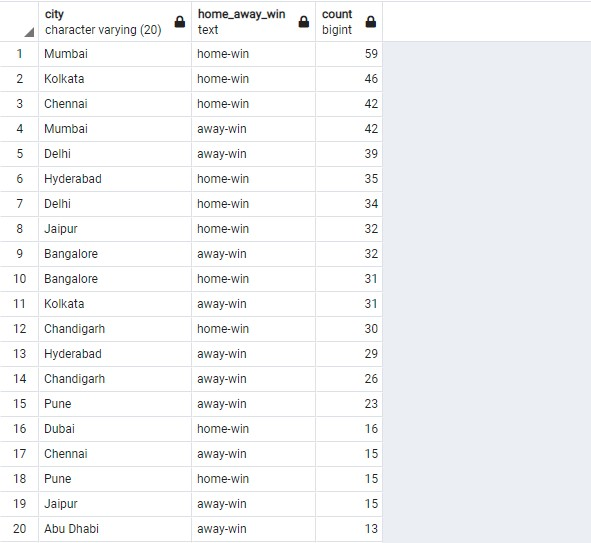 city home_away_win count
character varying (20) text bigint
1 Mumbai home-win 59
2 Kolkata home-win 46
3 Chennai home-win 42
4 Mumbai away-win 42
5 Delhi away-win 39
6 Hyderabad home-win 35
7 Delhi home-win 34
8 Jaipur home-win 32
9 Bangalore away-win 32
10 Bangalore home-win 31
11 Kolkata away-win 31
12 Chandigarh home-win 30
13 Hyderabad away-win 29
14 Chandigarh away-win 26
15 Pune away-win 23
16 Dubai home-win 16
17 Chennai away-win 15
18 Pune home-win 15
19 Jaipur away-win 15
20 Abu Dhabi away-win 13